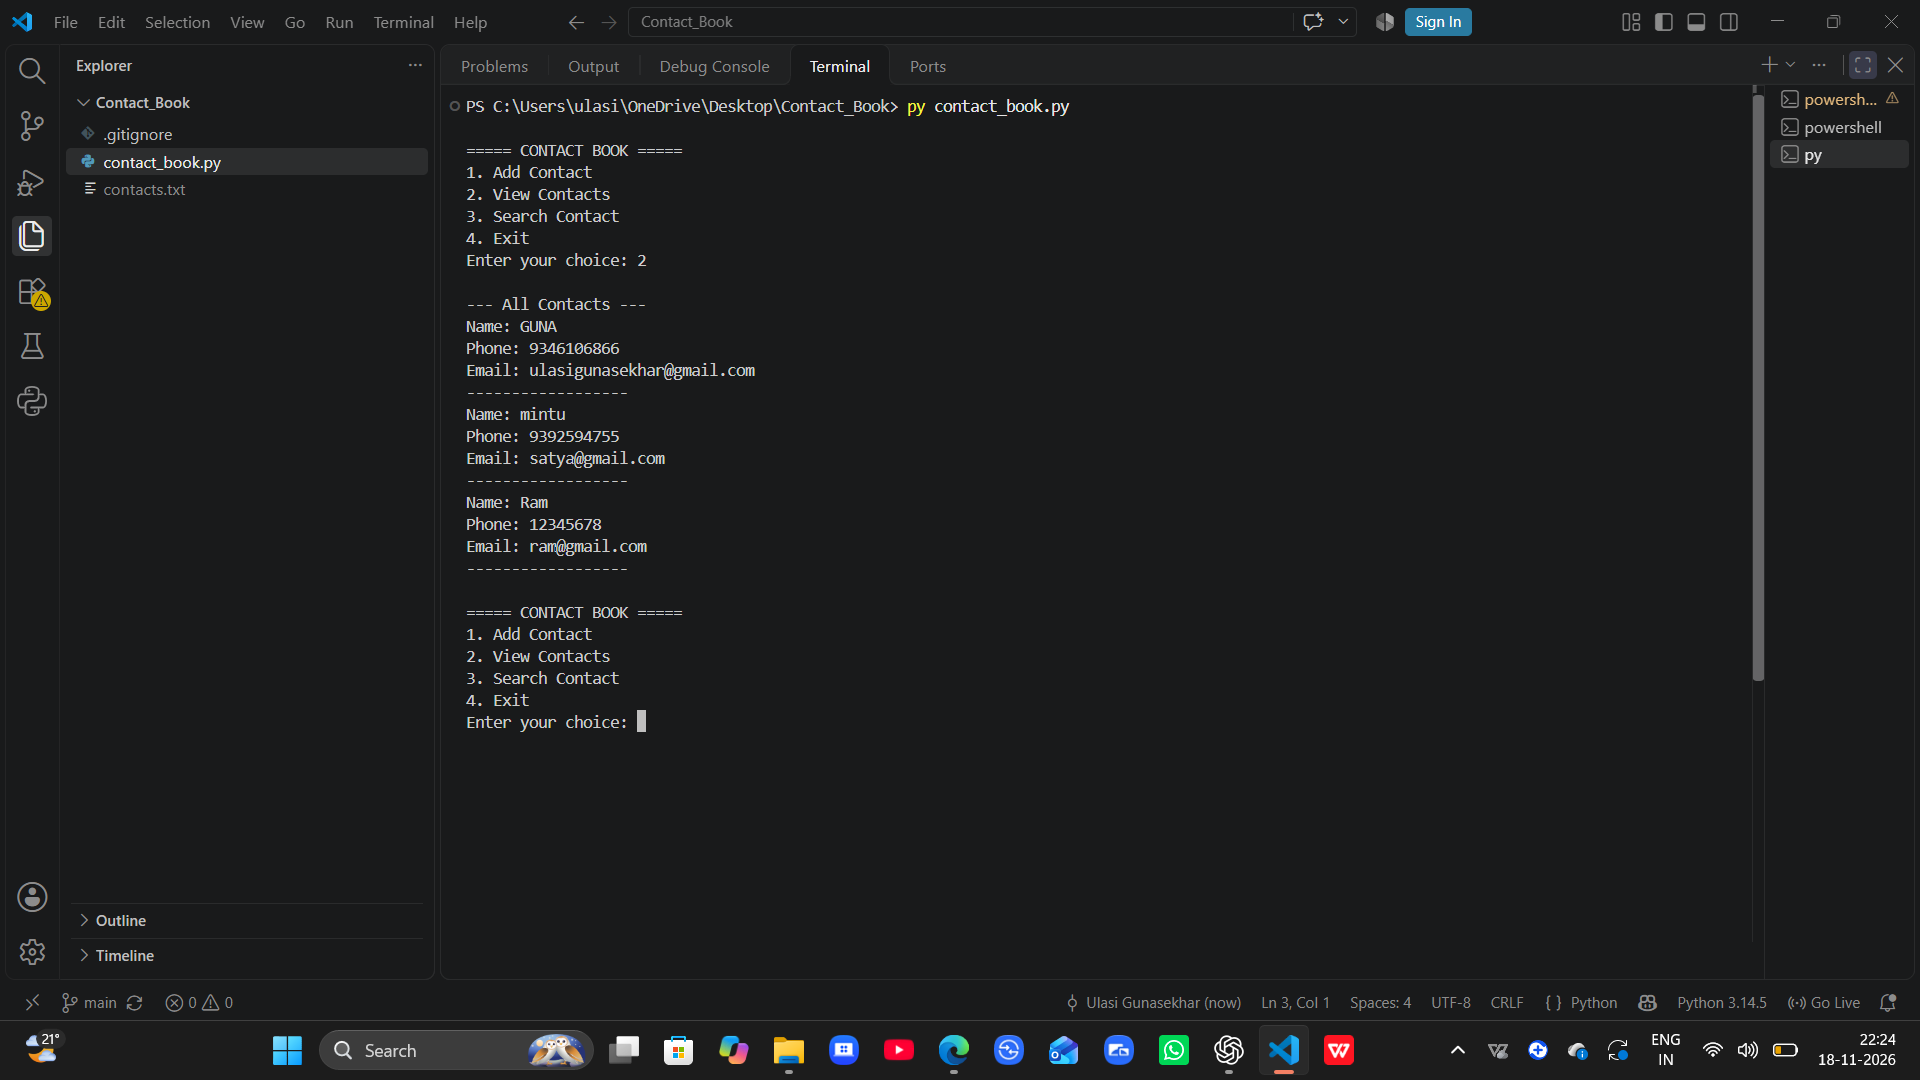 File Edit Selection View Go Run Terminal Help
Contact_Book
Sign In
Explorer
Contact_Book
.gitignore
contact_book.py
contacts.txt
Outline
Timeline
Problems Output Debug Console Terminal Ports
PS C:\Users\ulasi\OneDrive\Desktop\Contact_Book> py contact_book.py
===== CONTACT BOOK =====
1. Add Contact
2. View Contacts
3. Search Contact
4. Exit
Enter your choice: 2
--- All Contacts ---
Name: GUNA
Phone: 9346106866
Email: ulasigunasekhar@gmail.com
------------------
Name: mintu
Phone: 9392594755
Email: satya@gmail.com
------------------
Name: Ram
Phone: 12345678
Email: ram@gmail.com
------------------
===== CONTACT BOOK =====
1. Add Contact
2. View Contacts
3. Search Contact
4. Exit
Enter your choice:
powersh...
powershell
py
main 0 0 Ulasi Gunasekhar (now) Ln 3, Col 1 Spaces: 4 UTF-8 CRLF { } Python Python 3.14.5 Go Live
21°
Search
ENG
IN
22:24
18-11-2026